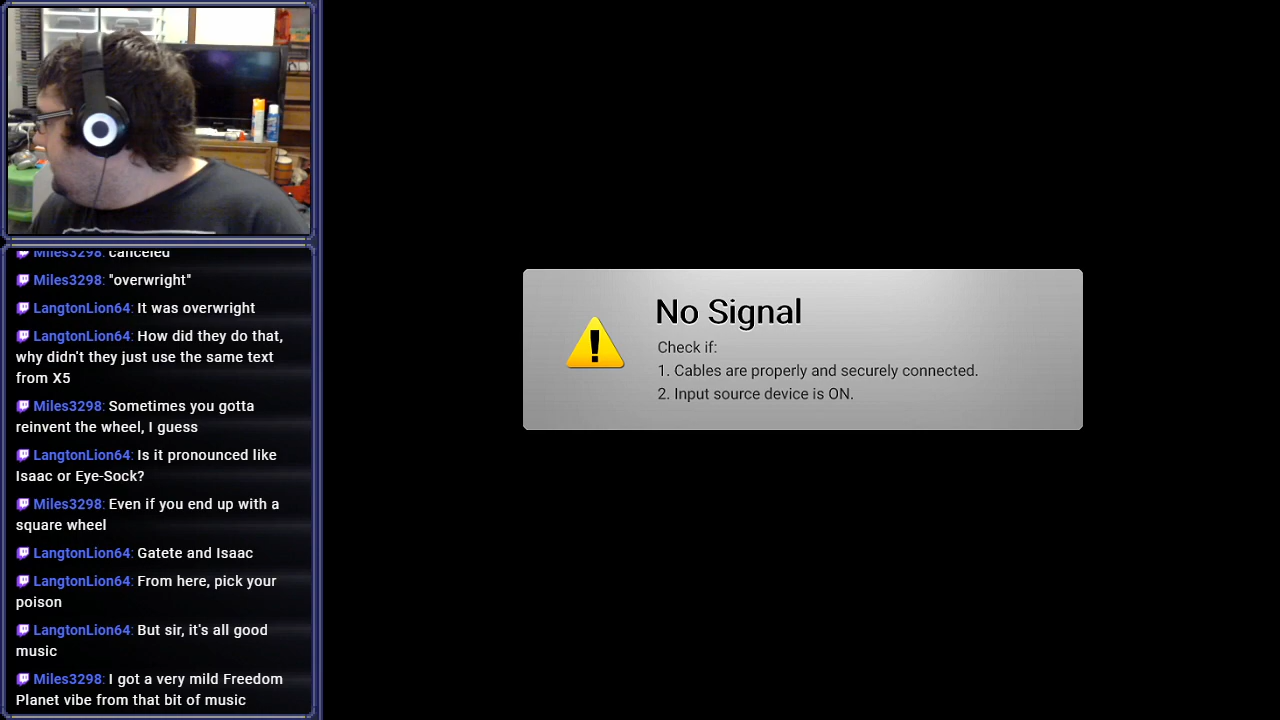 Miles3298: canceled
Miles3298: "overwright"
LangtonLion64: It was overwright
LangtonLion64: How did they do that,
why didn't they just use the same text
from X5
Miles3298: Sometimes you gotta
reinvent the wheel, I guess
LangtonLion64: Is it pronounced like
Isaac or Eye-Sock?
Miles3298: Even if you end up with a
square wheel
LangtonLion64: Gatete and Isaac
LangtonLion64: From here, pick your
poison
LangtonLion64: But sir, it's all good
music
Miles3298: I got a very mild Freedom
Planet vibe from that bit of music
No Signal
Check if:
1. Cables are properly and securely connected.
2. Input source device is ON.